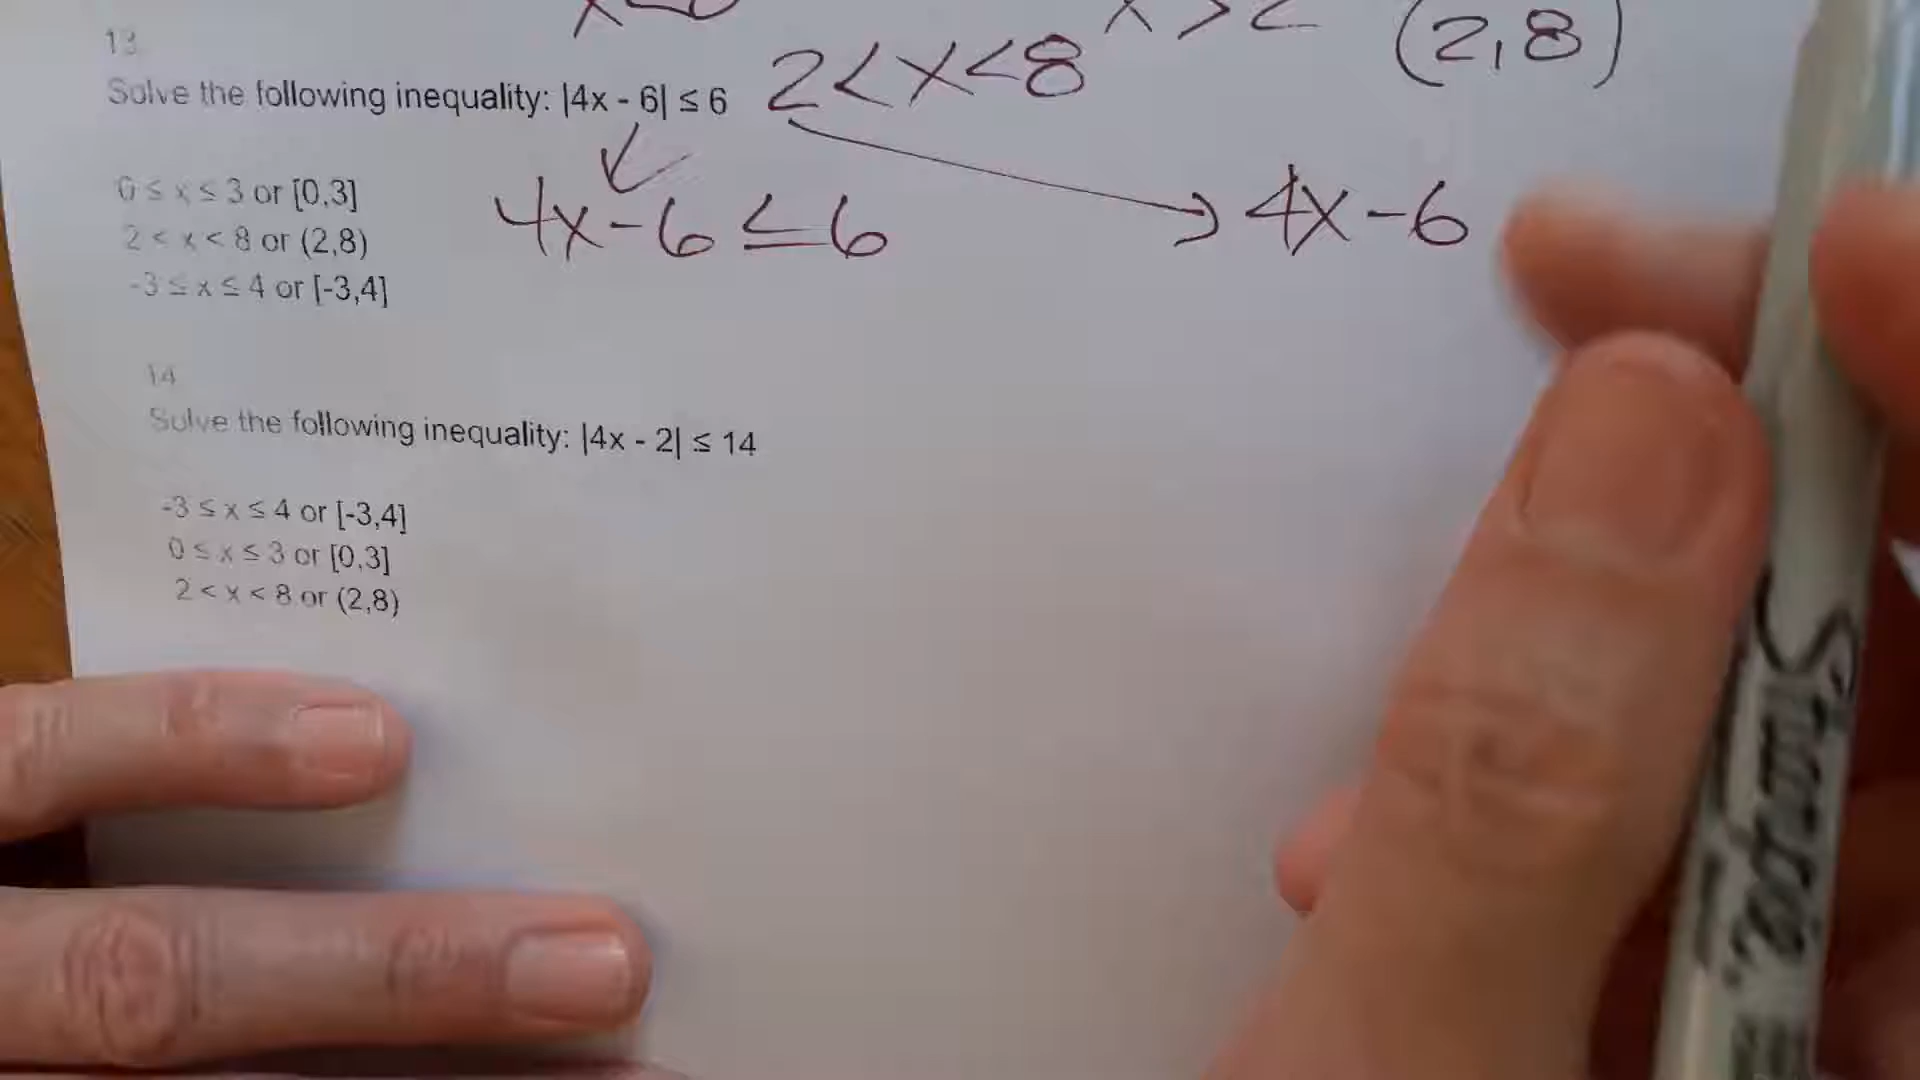 x > 2
(2,8)
13
Solve the following inequality: |4x - 6| ≤ 6
2<x<8
0 ≤ x ≤ 3 or [0,3]
4x-6≤6
4x-6
2 < x < 8 or (2,8)
-3 ≤ x ≤ 4 or [-3,4]
14
Solve the following inequality: |4x - 2| ≤ 14
-3 ≤ x ≤ 4 or [-3,4]
0 ≤ x ≤ 3 or [0,3]
2 < x < 8 or (2,8)